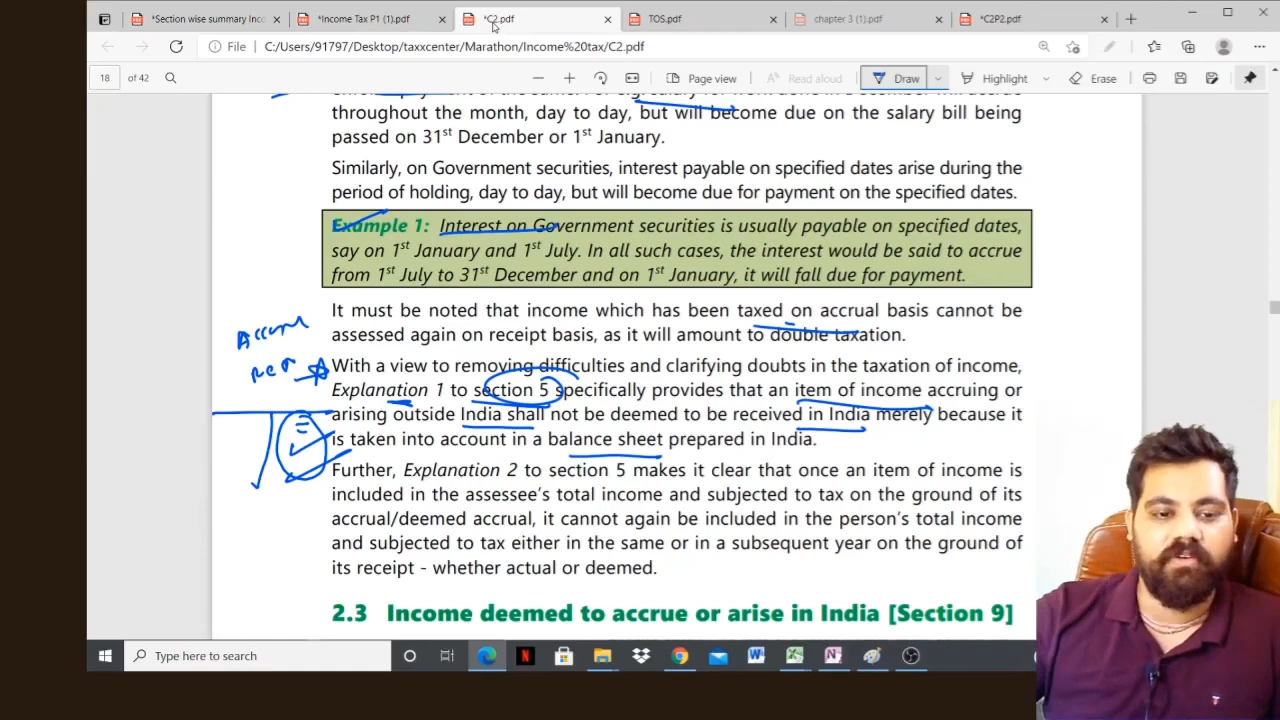 *Section wise summary Inco
*Income Tax P1 (1).pdf
*C2.pdf
TOS.pdf
chapter 3 (1).pdf
*C2P2.pdf
File
C:/Users/91797/Desktop/taxxcenter/Marathon/Income%20tax/C2.pdf
18 of 42
Page view
Read aloud
Draw
Highlight
Erase
throughout the month, day to day, but will become due on the salary bill being
passed on 31st December or 1st January.
Similarly, on Government securities, interest payable on specified dates arise during the
period of holding, day to day, but will become due for payment on the specified dates.
Example 1: Interest on Government securities is usually payable on specified dates,
say on 1st January and 1st July. In all such cases, the interest would be said to accrue
from 1st July to 31st December and on 1st January, it will fall due for payment.
It must be noted that income which has been taxed on accrual basis cannot be
assessed again on receipt basis, as it will amount to double taxation.
With a view to removing difficulties and clarifying doubts in the taxation of income,
Explanation 1 to section 5 specifically provides that an item of income accruing or
arising outside India shall not be deemed to be received in India merely because it
is taken into account in a balance sheet prepared in India.
Further, Explanation 2 to section 5 makes it clear that once an item of income is
included in the assessee's total income and subjected to tax on the ground of its
accrual/deemed accrual, it cannot again be included in the person's total income
and subjected to tax either in the same or in a subsequent year on the ground of
its receipt - whether actual or deemed.
2.3 Income deemed to accrue or arise in India [Section 9]
Type here to search